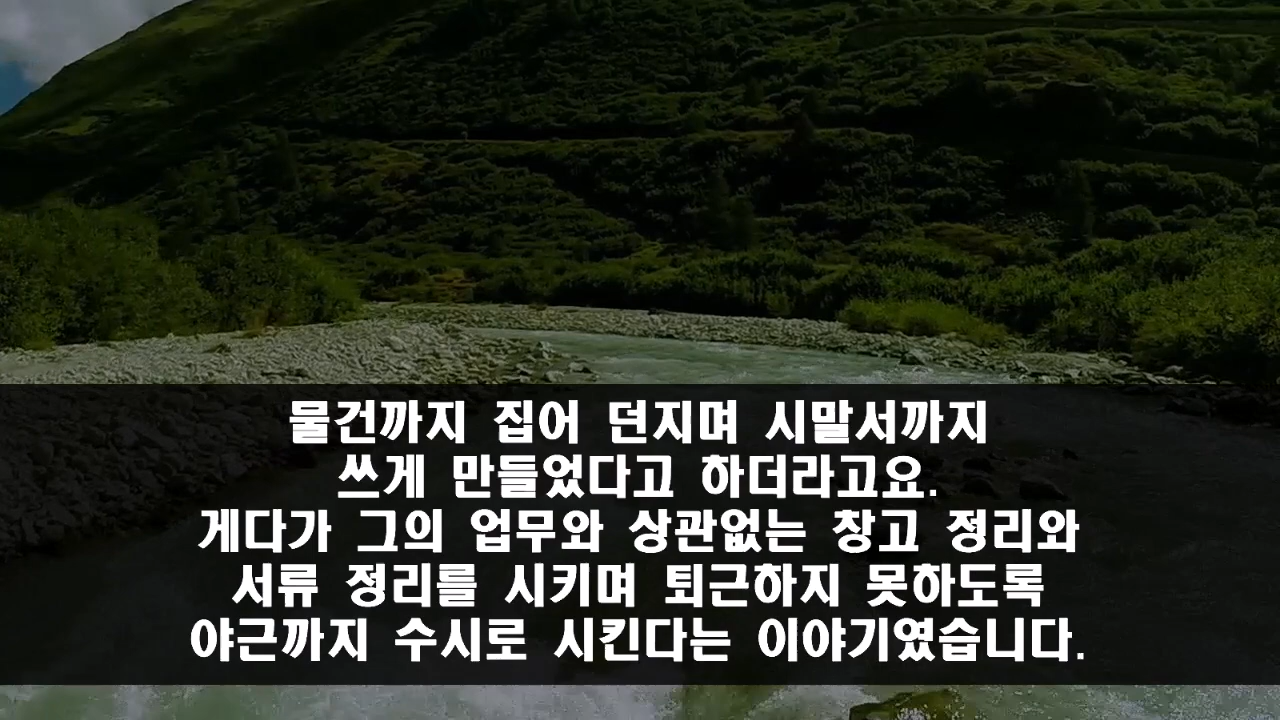 물건까지 집어 던지며 시말서까지
쓰게 만들었다고 하더라고요.
게다가 그의 업무와 상관없는 창고 정리와
서류 정리를 시키며 퇴근하지 못하도록
야근까지 수시로 시킨다는 이야기였습니다.